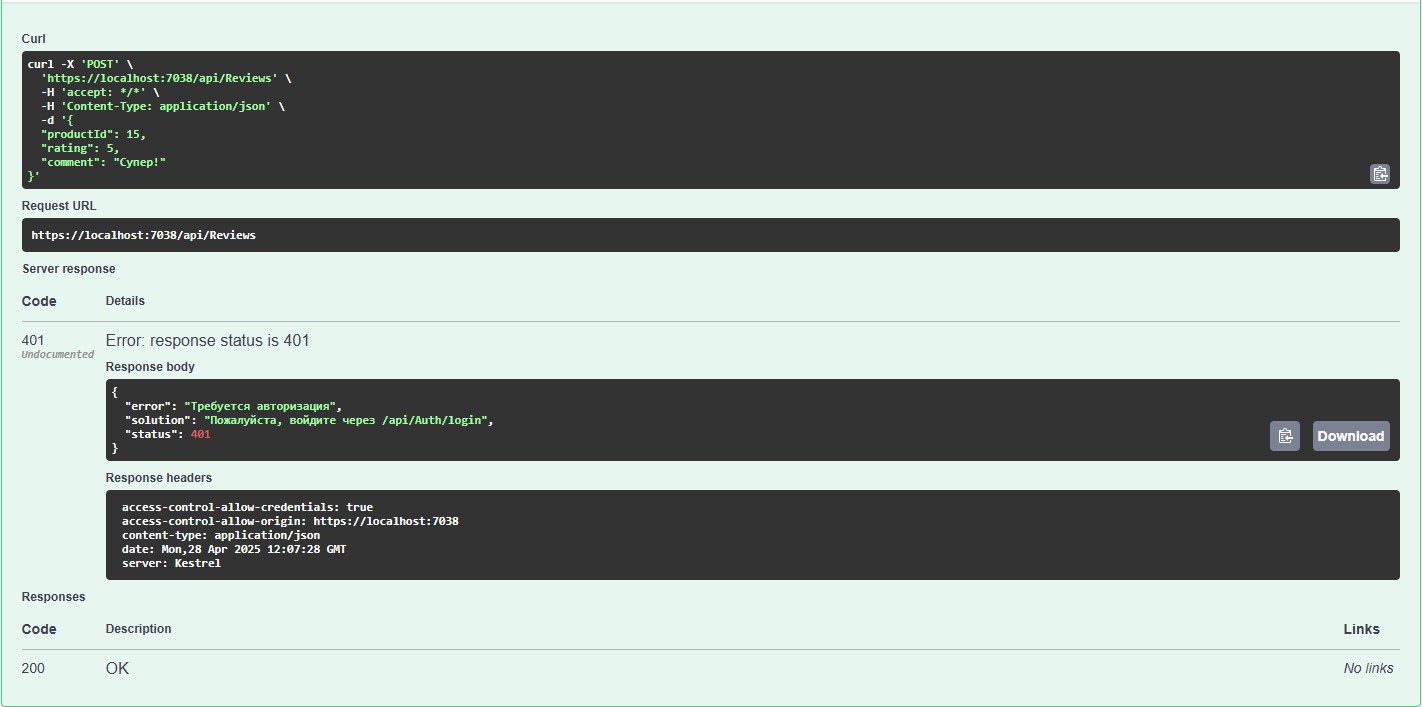 Curl
curl -X 'POST' \
'https://localhost:7038/api/Reviews' \
-H 'accept: */*' \
-H 'Content-Type: application/json' \
-d '{
"productId": 15,
"rating": 5,
"comment": "Супер!"
}'
Request URL
https://localhost:7038/api/Reviews
Server response
Code Details
401 Error: response status is 401
Undocumented
Response body
{
"error": "Требуется авторизация",
"solution": "Пожалуйста, войдите через /api/Auth/login",
"status": 401
}
Download
Response headers
access-control-allow-credentials: true
access-control-allow-origin: https://localhost:7038
content-type: application/json
date: Mon,28 Apr 2025 12:07:28 GMT
server: Kestrel
Responses
Code Description Links
200 OK No links